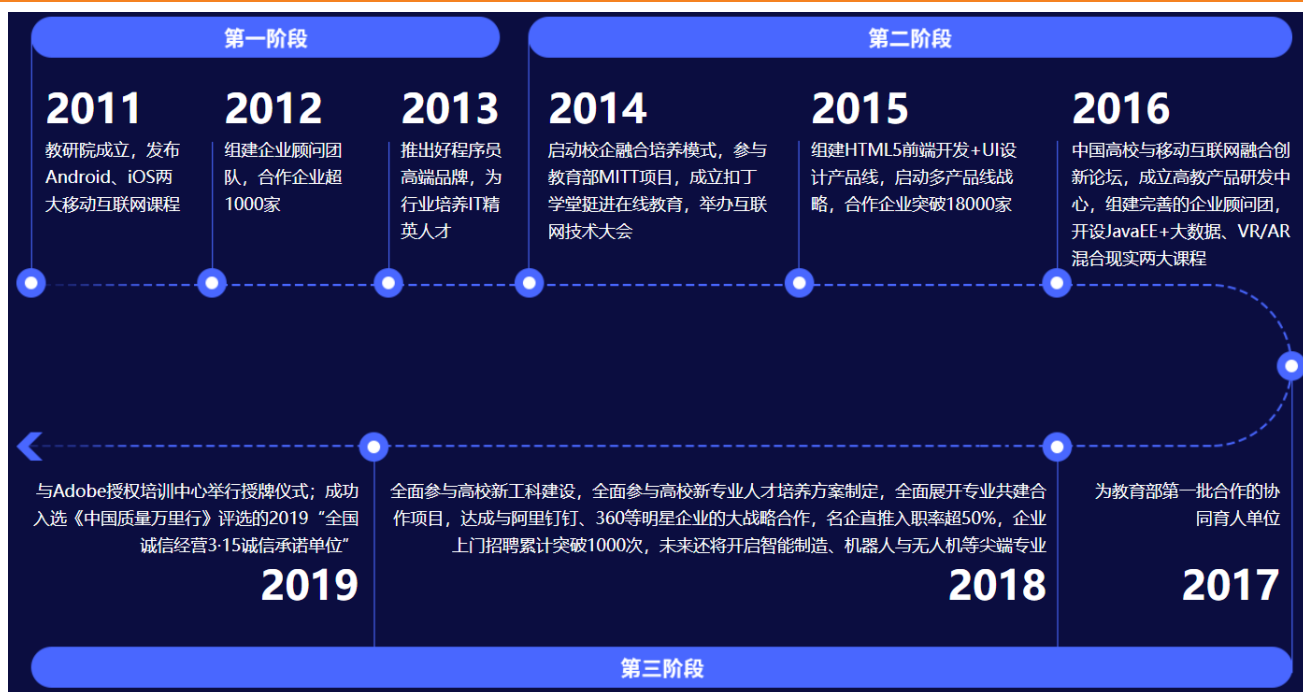 第一阶段
2011
教研院成立，发布
Android、iOS两
大移动互联网课程
2012
组建企业顾问团
队，合作企业超
1000家
2013
推出好程序员
高端品牌，为
行业培养IT精
英人才
第二阶段
2014
启动校企融合培养模式，参与
教育部MITT项目，成立扣丁
学堂挺进在线教育，举办互联
网技术大会
2015
组建HTML5前端开发+UI设
计产品线，启动多产品线战
略，合作企业突破18000家
2016
中国高校与移动互联网融合创
新论坛，成立高教产品研发中
心，组建完善的企业顾问团，
开设JavaEE+大数据、VR/AR
混合现实两大课程
为教育部第一批合作的协
同育人单位
2017
全面参与高校新工科建设，全面参与高校新专业人才培养方案制定，全面展开专业共建合
作项目，达成与阿里钉钉、360等明星企业的大战略合作，名企直推入职率超50%，企业
上门招聘累计突破1000次，未来还将开启智能制造、机器人与无人机等尖端专业
2018
与Adobe授权培训中心举行授牌仪式；成功
入选《中国质量万里行》评选的2019“全国
诚信经营3·15诚信承诺单位”
2019
第三阶段